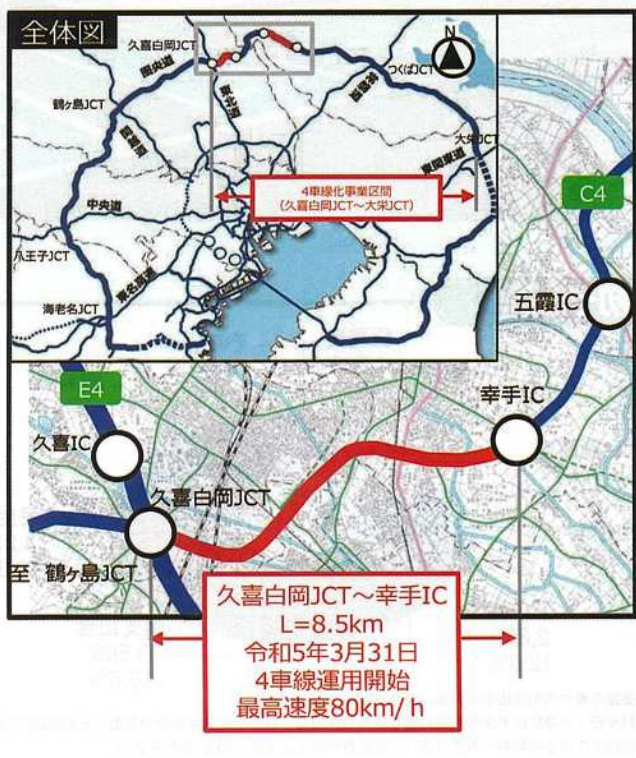 全体図
N
久喜白岡JCT
圏央道
つくばJCT
常磐道
東北道
鶴ヶ島JCT
関越道
大栄JCT
東関東道
4車線化事業区間
(久喜白岡JCT～大栄JCT)
中央道
八王子JCT
東名高速
海老名JCT
C4
五霞IC
幸手IC
E4
久喜IC
久喜白岡JCT
至 鶴ヶ島JCT
久喜白岡JCT～幸手IC
L=8.5km
令和5年3月31日
4車線運用開始
最高速度80km/ h